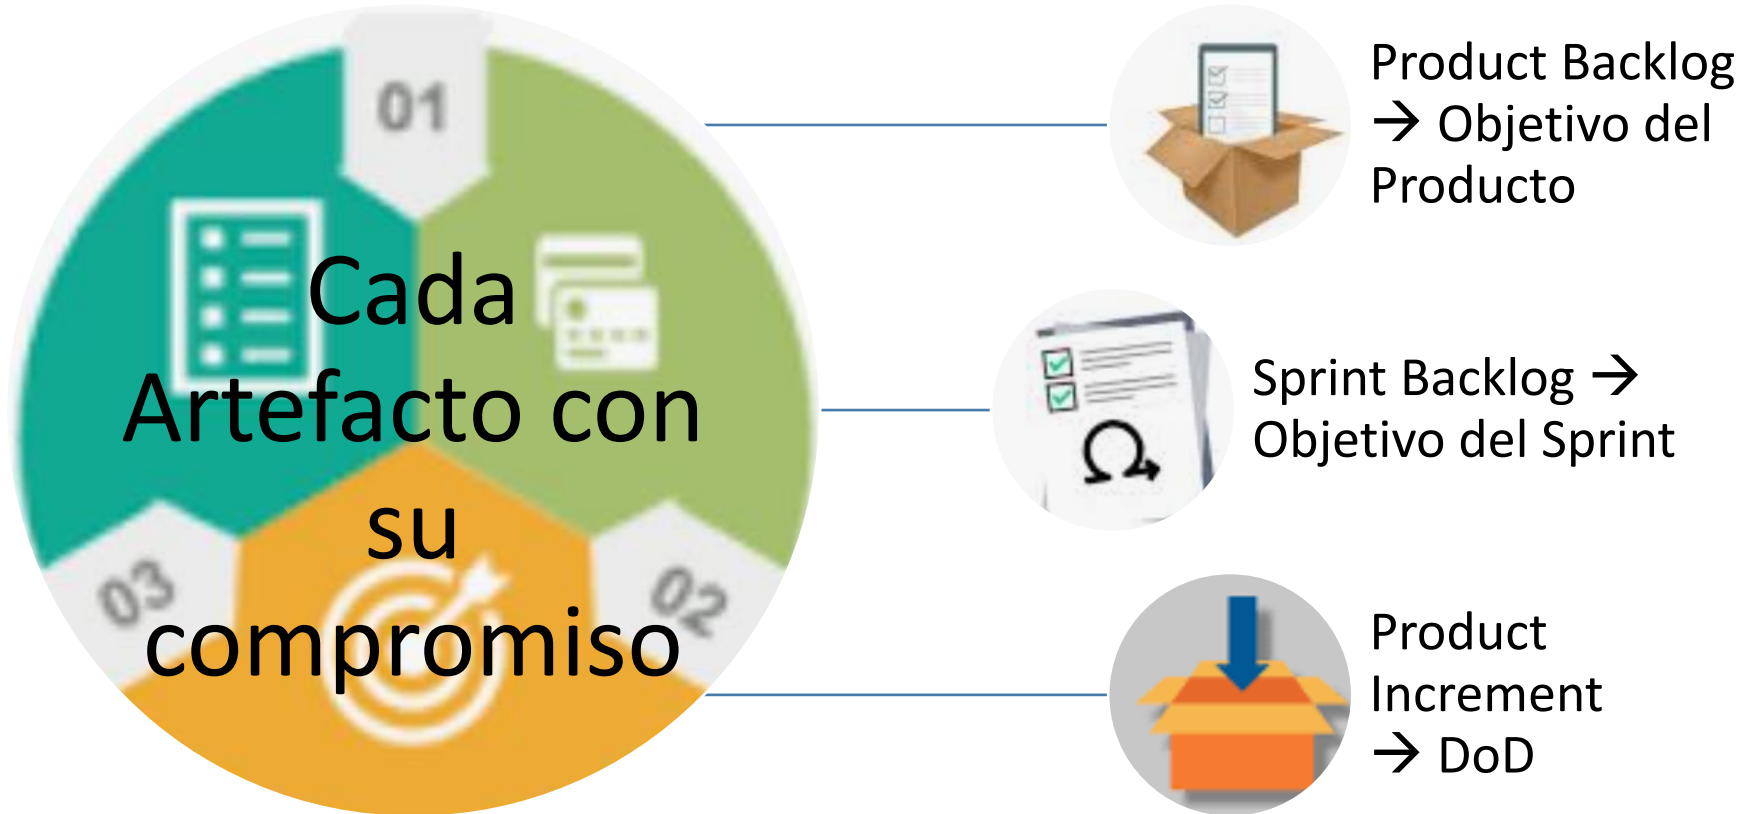 01
Cada
Artefacto con
su
compromiso
03
02
Product Backlog
→ Objetivo del
Producto
Sprint Backlog →
Objetivo del Sprint
Product
Increment
→ DoD